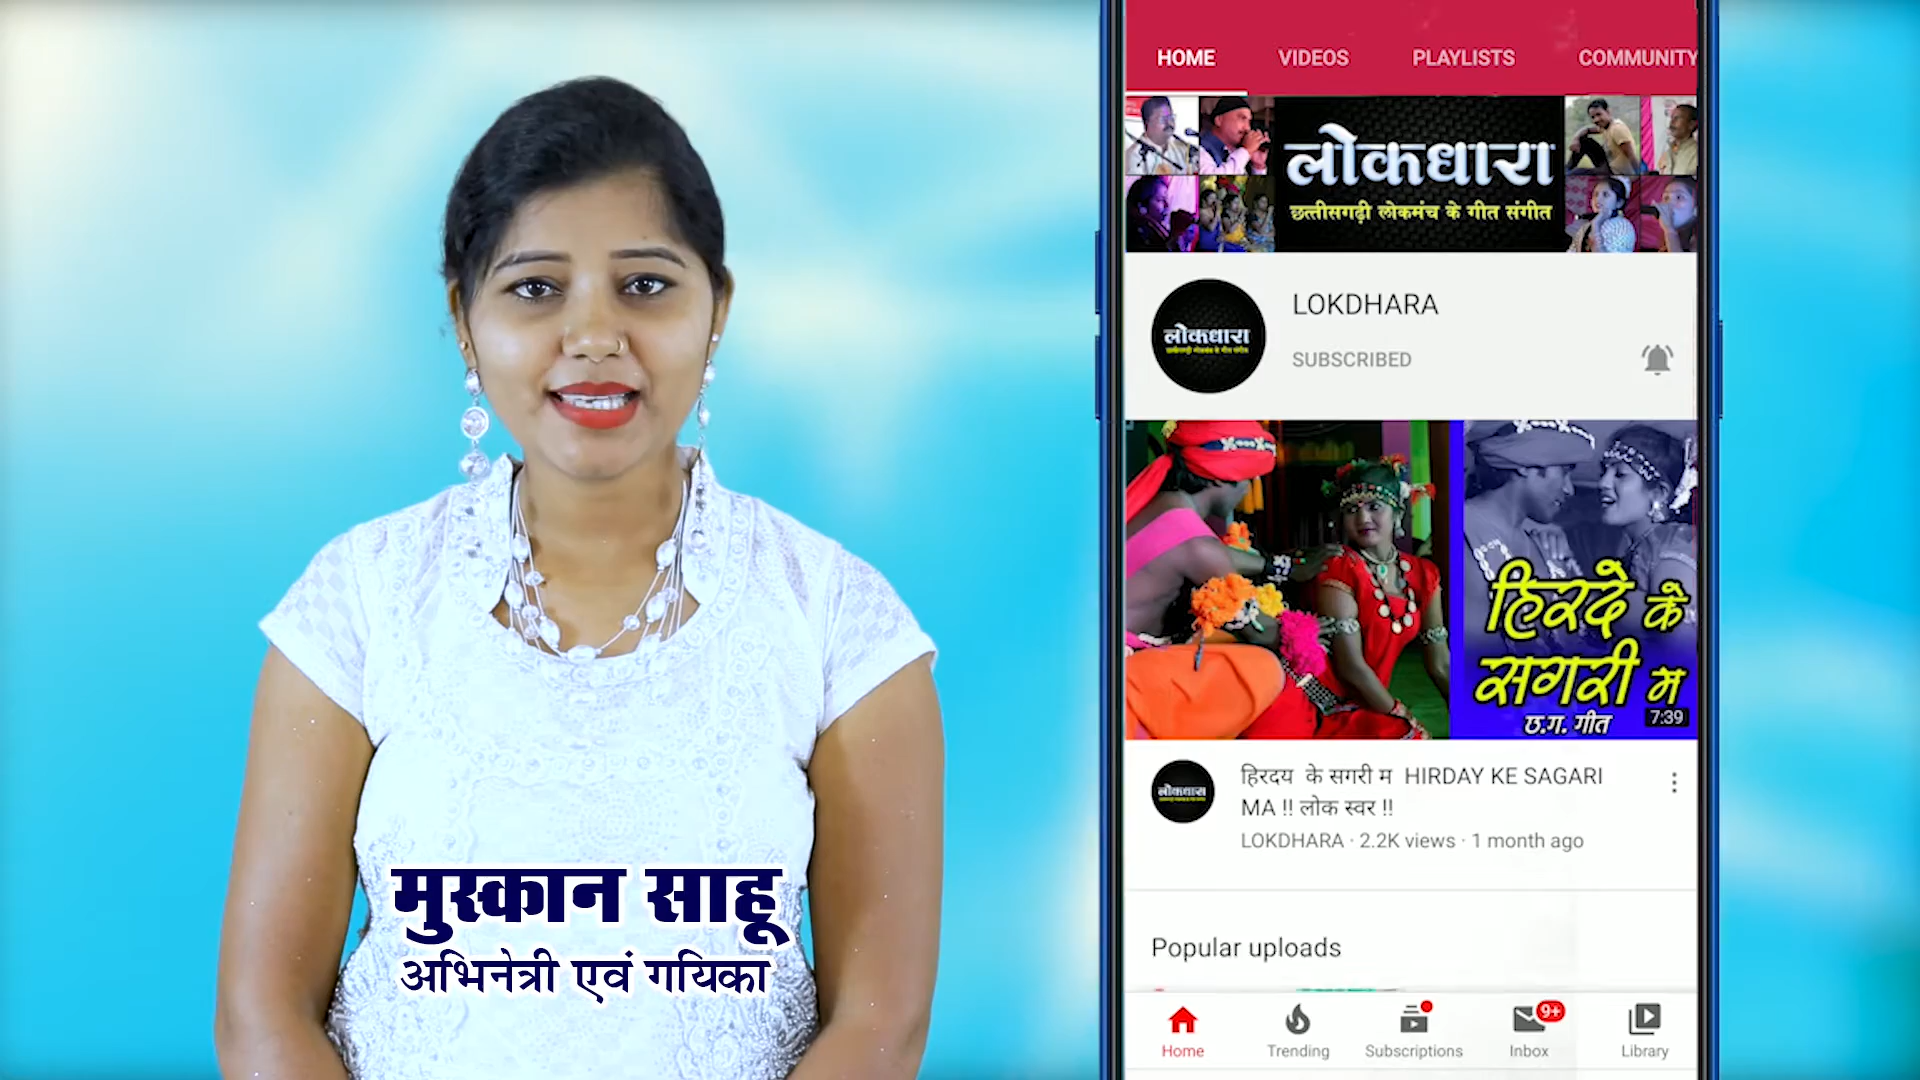 मुस्कान साहू
अभिनेत्री एवं गयिका
HOME VIDEOS PLAYLISTS COMMUNITY
लोकधारा
छत्तीसगढ़ी लोकमंच के गीत संगीत
लोकधारा
LOKDHARA
SUBSCRIBED
हिरदे के
सगरी म
छ.ग. गीत
7:39
लोकधारा
हिरदय के सगरी म HIRDAY KE SAGARI
MA !! लोक स्वर !!
LOKDHARA · 2.2K views · 1 month ago
Popular uploads
9+
Home Trending Subscriptions Inbox Library